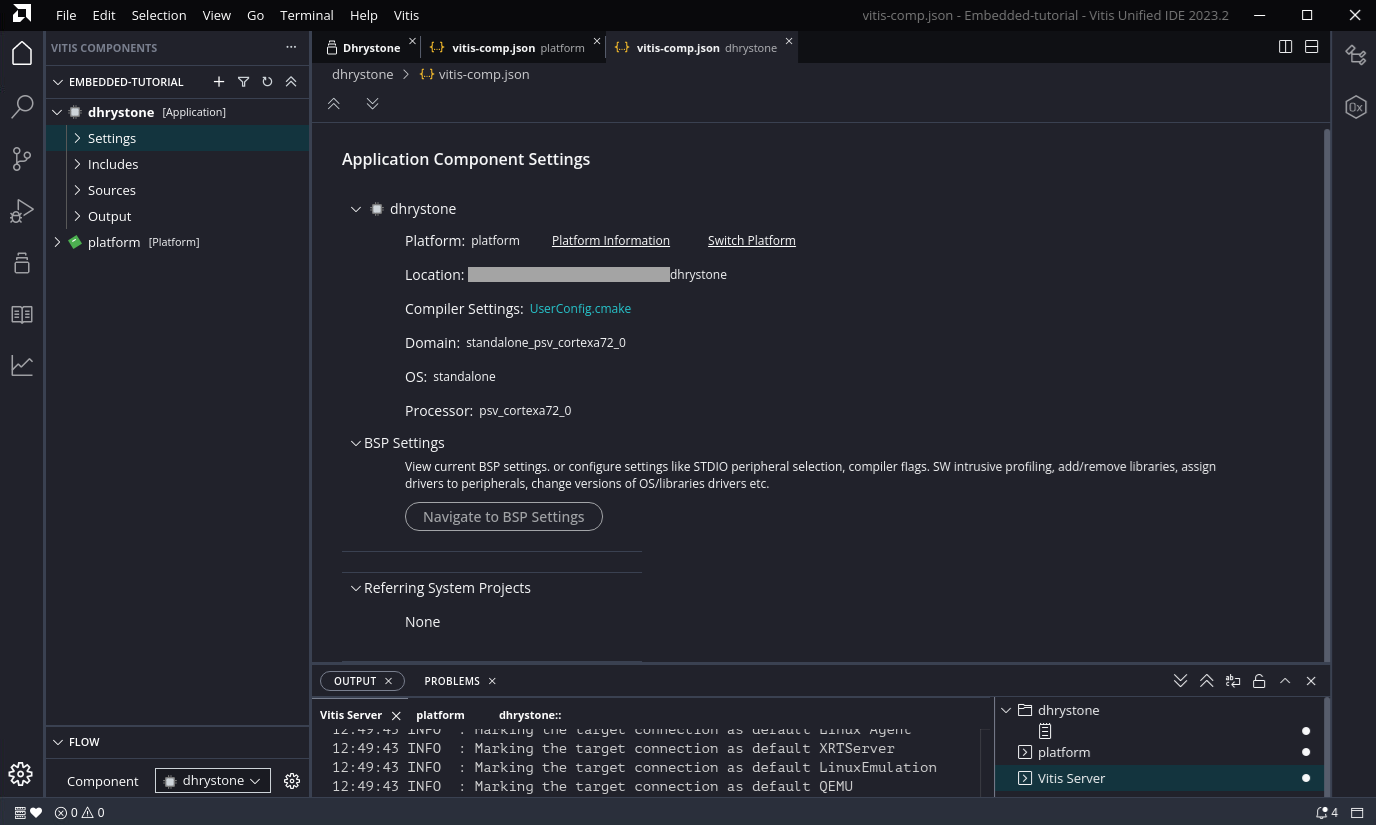 File Edit Selection View Go Terminal Help Vitis
vitis-comp.json - Embedded-tutorial - Vitis Unified IDE 2023.2
VITIS COMPONENTS
EMBEDDED-TUTORIAL
dhrystone [Application]
Settings
Includes
Sources
Output
platform [Platform]
FLOW
Component dhrystone
Dhrystone vitis-comp.json platform vitis-comp.json dhrystone
dhrystone > {..} vitis-comp.json
Application Component Settings
dhrystone
Platform: platform Platform Information Switch Platform
Location: dhrystone
Compiler Settings: UserConfig.cmake
Domain: standalone_psv_cortexa72_0
OS: standalone
Processor: psv_cortexa72_0
BSP Settings
View current BSP settings. or configure settings like STDIO peripheral selection, compiler flags. SW intrusive profiling, add/remove libraries, assign
drivers to peripherals, change versions of OS/libraries drivers etc.
Navigate to BSP Settings
Referring System Projects
None
OUTPUT PROBLEMS
Vitis Server platform dhrystone::
12:49:43 INFO : Marking the target connection as default Linux Agent
12:49:43 INFO : Marking the target connection as default XRTServer
12:49:43 INFO : Marking the target connection as default LinuxEmulation
12:49:43 INFO : Marking the target connection as default QEMU
dhrystone
platform
Vitis Server
0x
0 0
4